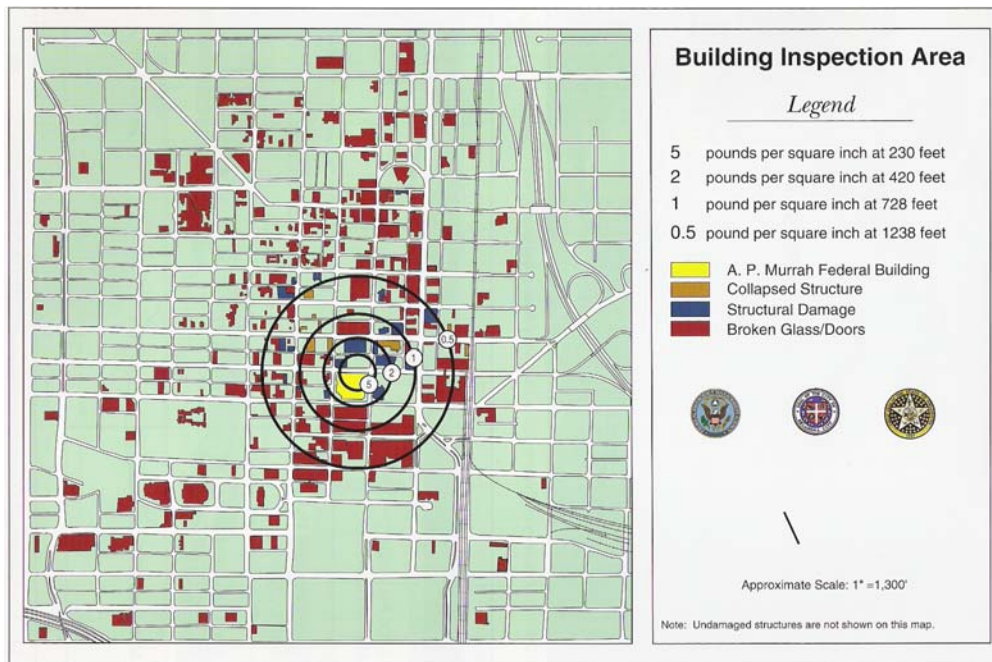 Building Inspection Area
Legend
5 pounds per square inch at 230 feet
2 pounds per square inch at 420 feet
1 pound per square inch at 728 feet
0.5 pound per square inch at 1238 feet
A. P. Murrah Federal Building
Collapsed Structure
Structural Damage
Broken Glass/Doors
0.5
1
2
5
Approximate Scale: 1" =1,300'
Note: Undamaged structures are not shown on this map.